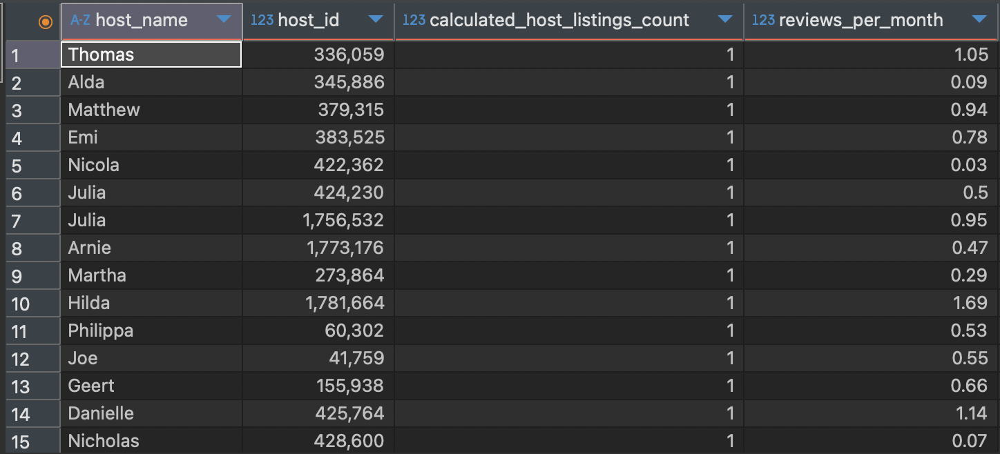 A-Z host_name 123 host_id 123 calculated_host_listings_count 123 reviews_per_month
1 Thomas 336,059 1 1.05
2 Alda 345,886 1 0.09
3 Matthew 379,315 1 0.94
4 Emi 383,525 1 0.78
5 Nicola 422,362 1 0.03
6 Julia 424,230 1 0.5
7 Julia 1,756,532 1 0.95
8 Arnie 1,773,176 1 0.47
9 Martha 273,864 1 0.29
10 Hilda 1,781,664 1 1.69
11 Philippa 60,302 1 0.53
12 Joe 41,759 1 0.55
13 Geert 155,938 1 0.66
14 Danielle 425,764 1 1.14
15 Nicholas 428,600 1 0.07